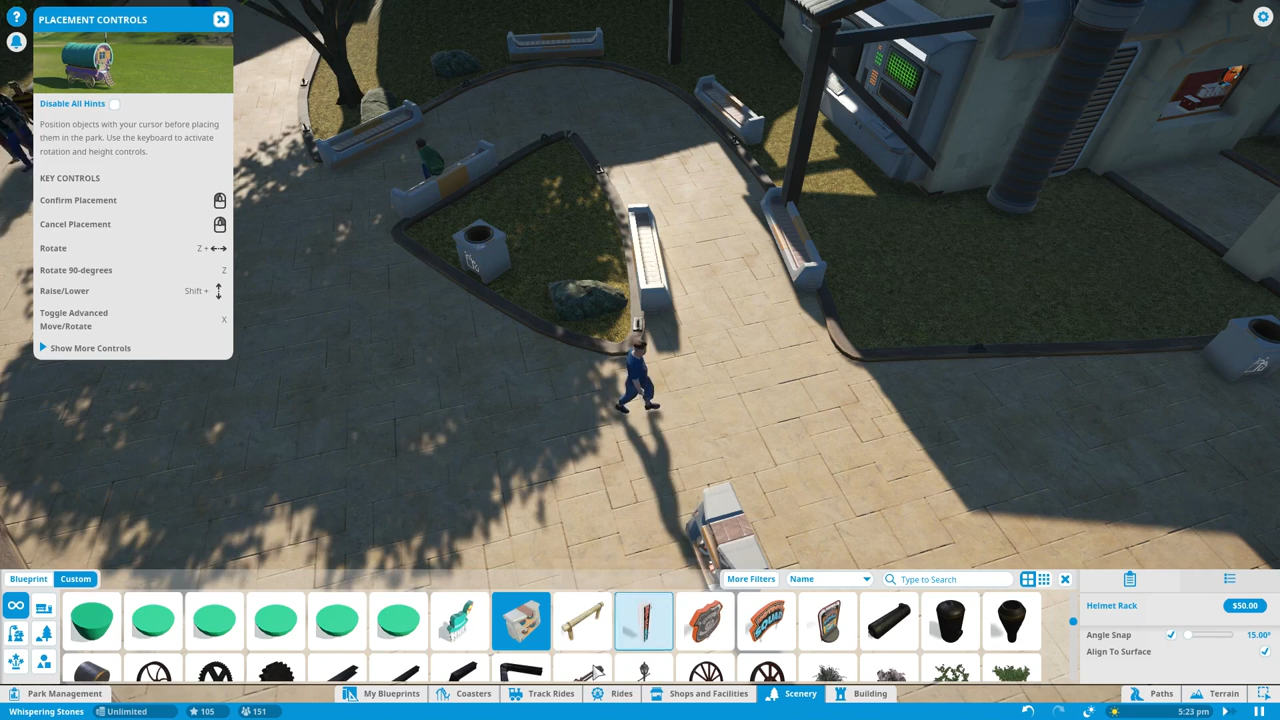 PLACEMENT CONTROLS
Disable All Hints
Position objects with your cursor before placing
them in the park. Use the keyboard to activate
rotation and height controls.
KEY CONTROLS
Confirm Placement
Cancel Placement
Rotate Z +
Rotate 90-degrees Z
Raise/Lower Shift +
Toggle Advanced
Move/Rotate X
Show More Controls
Blueprint Custom More Filters Name Type to Search
Helmet Rack $50.00
Angle Snap 15.00°
Align To Surface
Park Management My Blueprints Coasters Track Rides Rides Shops and Facilities Scenery Building Paths Terrain
Whispering Stones Unlimited 105 151 5:23 pm